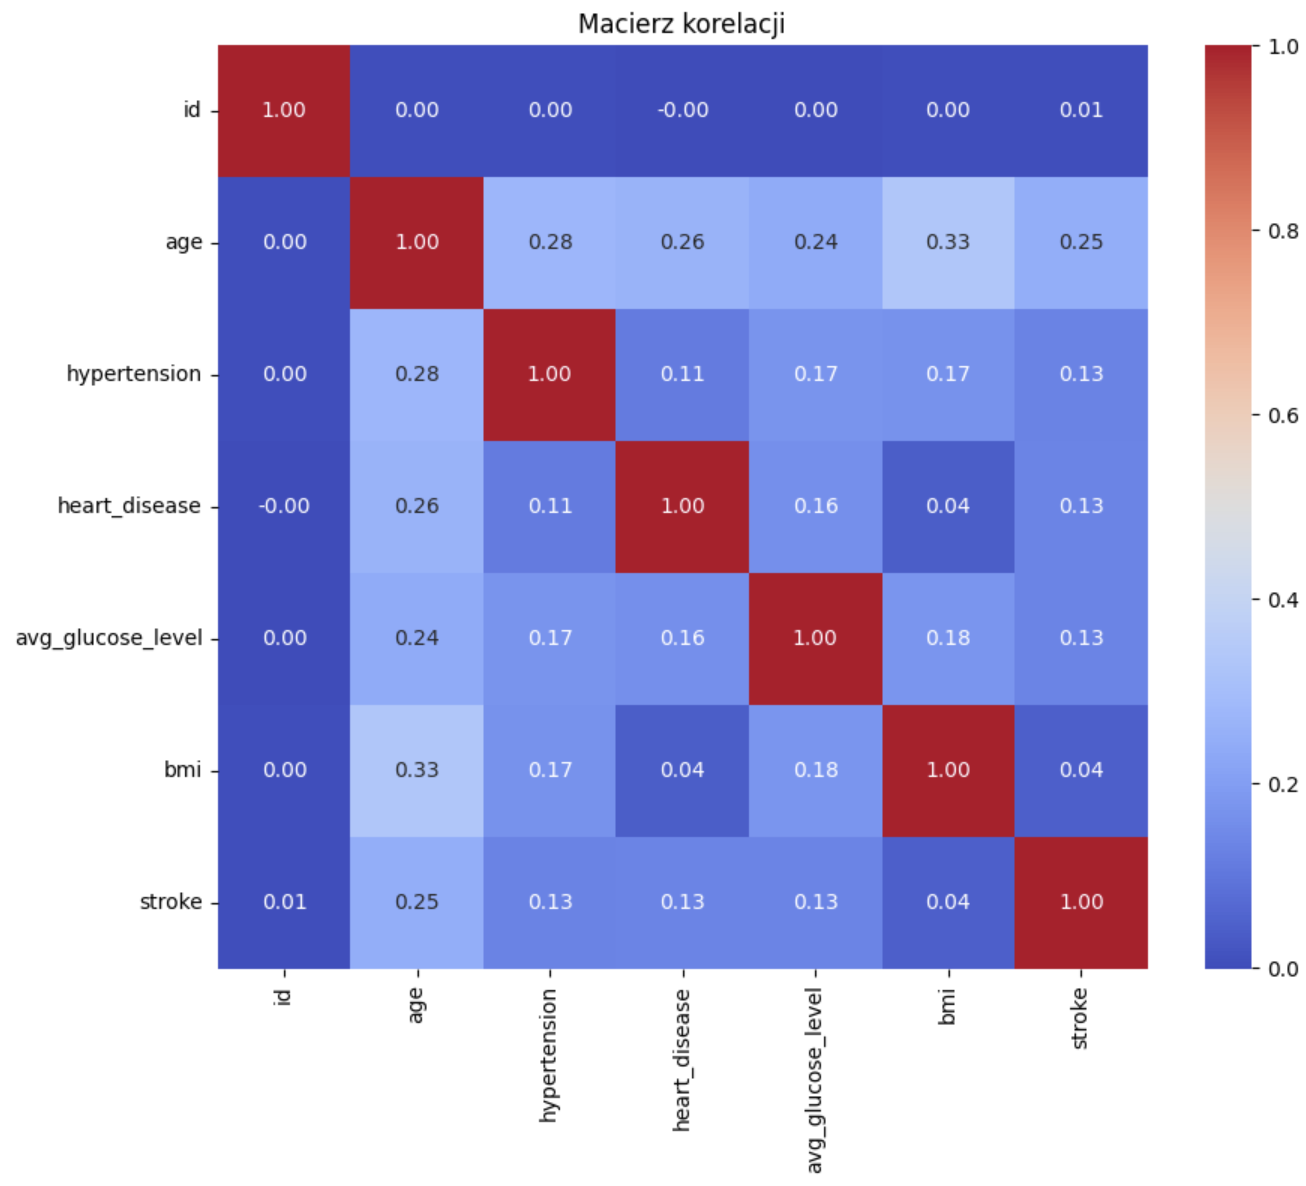 Macierz korelacji
id 1.00 0.00 0.00 -0.00 0.00 0.00 0.01
age 0.00 1.00 0.28 0.26 0.24 0.33 0.25
hypertension 0.00 0.28 1.00 0.11 0.17 0.17 0.13
heart_disease -0.00 0.26 0.11 1.00 0.16 0.04 0.13
avg_glucose_level 0.00 0.24 0.17 0.16 1.00 0.18 0.13
bmi 0.00 0.33 0.17 0.04 0.18 1.00 0.04
stroke 0.01 0.25 0.13 0.13 0.13 0.04 1.00
id
age
hypertension
heart_disease
avg_glucose_level
bmi
stroke
1.0
0.8
0.6
0.4
0.2
0.0